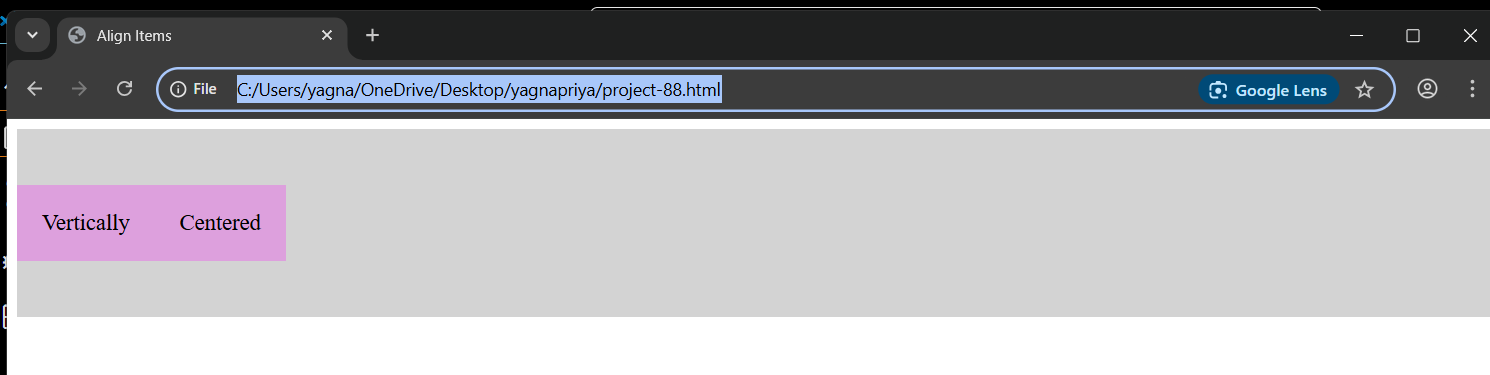 Align Items
File
C:/Users/yagna/OneDrive/Desktop/yagnapriya/project-88.html
Google Lens
Vertically Centered